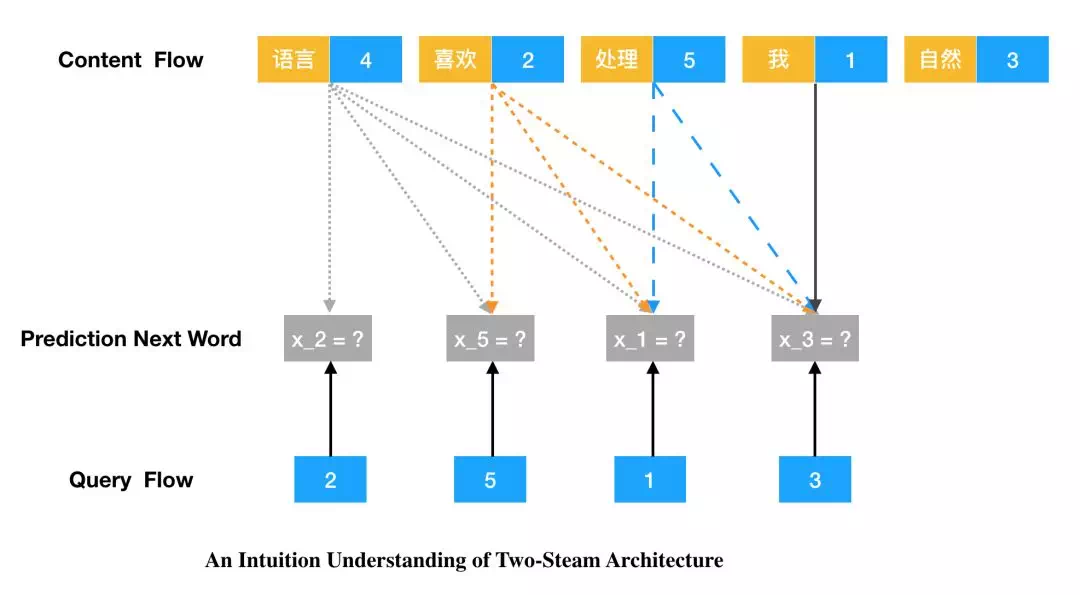 Content Flow 语言 4 喜欢 2 处理 5 我 1 自然 3
Prediction Next Word x_2 = ? x_5 = ? x_1 = ? x_3 = ?
Query Flow 2 5 1 3
An Intuition Understanding of Two-Steam Architecture